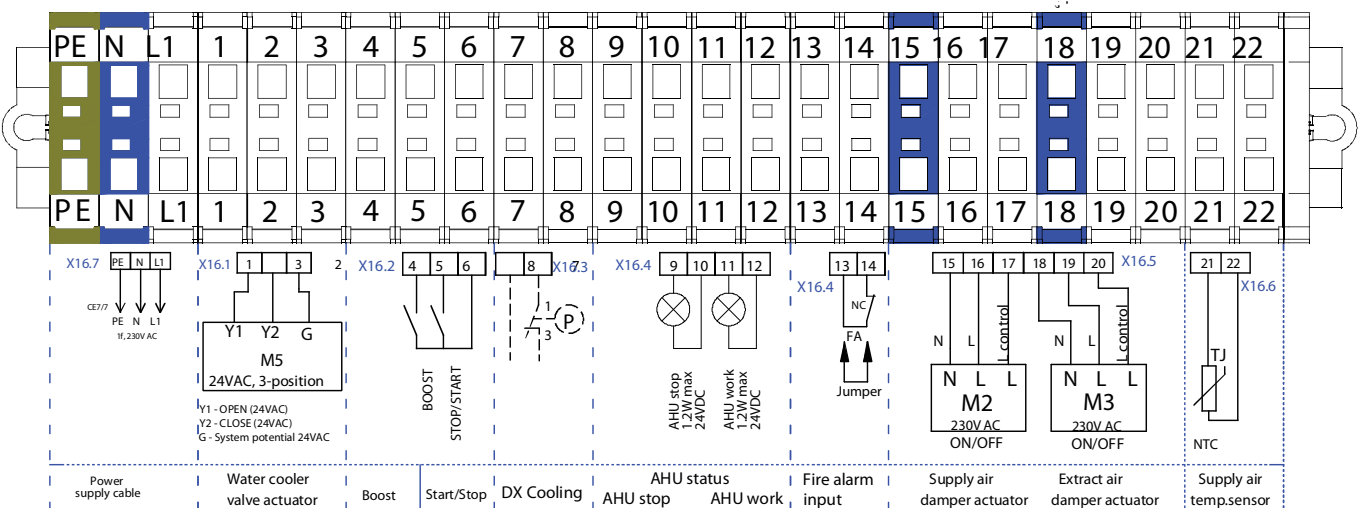 PE N L1 1 2 3 4 5 6 7 8 9 10 11 12 13 14 15 16 17 18 19 20 21 22
PE N L1 1 2 3 4 5 6 7 8 9 10 11 12 13 14 15 16 17 18 19 20 21 22
X16.7 PE N L1
CE7/7
PE N L1
1f, 230V AC
Power
supply cable
X16.1 1 3 2
Y1 Y2 G
M5
24VAC, 3-position
Y1 - OPEN (24VAC)
Y2 - CLOSE (24VAC)
G - System potential 24VAC
Water cooler
valve actuator
X16.2 4 5 6
BOOST
STOP/START
Boost
Start/Stop
8 X16.3 7
1
P
3
DX Cooling
X16.4 9 10 11 12
AHU stop
1.2W max
24VDC
AHU work
1.2W max
24VDC
AHU status
AHU stop AHU work
13 14
X16.4
NC
FA
Jumper
Fire alarm
input
15 16 17 18 19 20 X16.5
N L L control
N L L
M2
230V AC
ON/OFF
Supply air
damper actuator
N L L control
N L L
M3
230V AC
ON/OFF
Extract air
damper actuator
21 22
X16.6
TJ
NTC
Supply air
temp.sensor